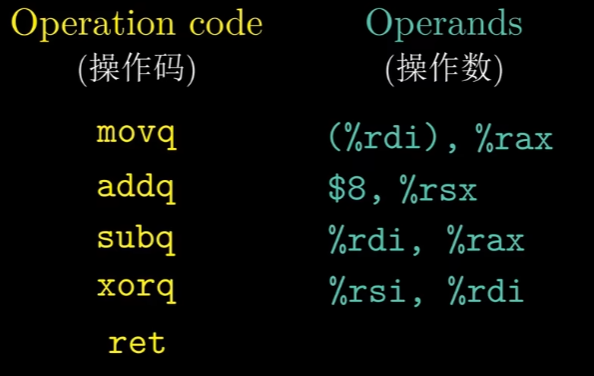 Operation code Operands
(操作码) (操作数)
movq (%rdi), %rax
addq $8, %rsx
subq %rdi, %rax
xorq %rsi, %rdi
ret